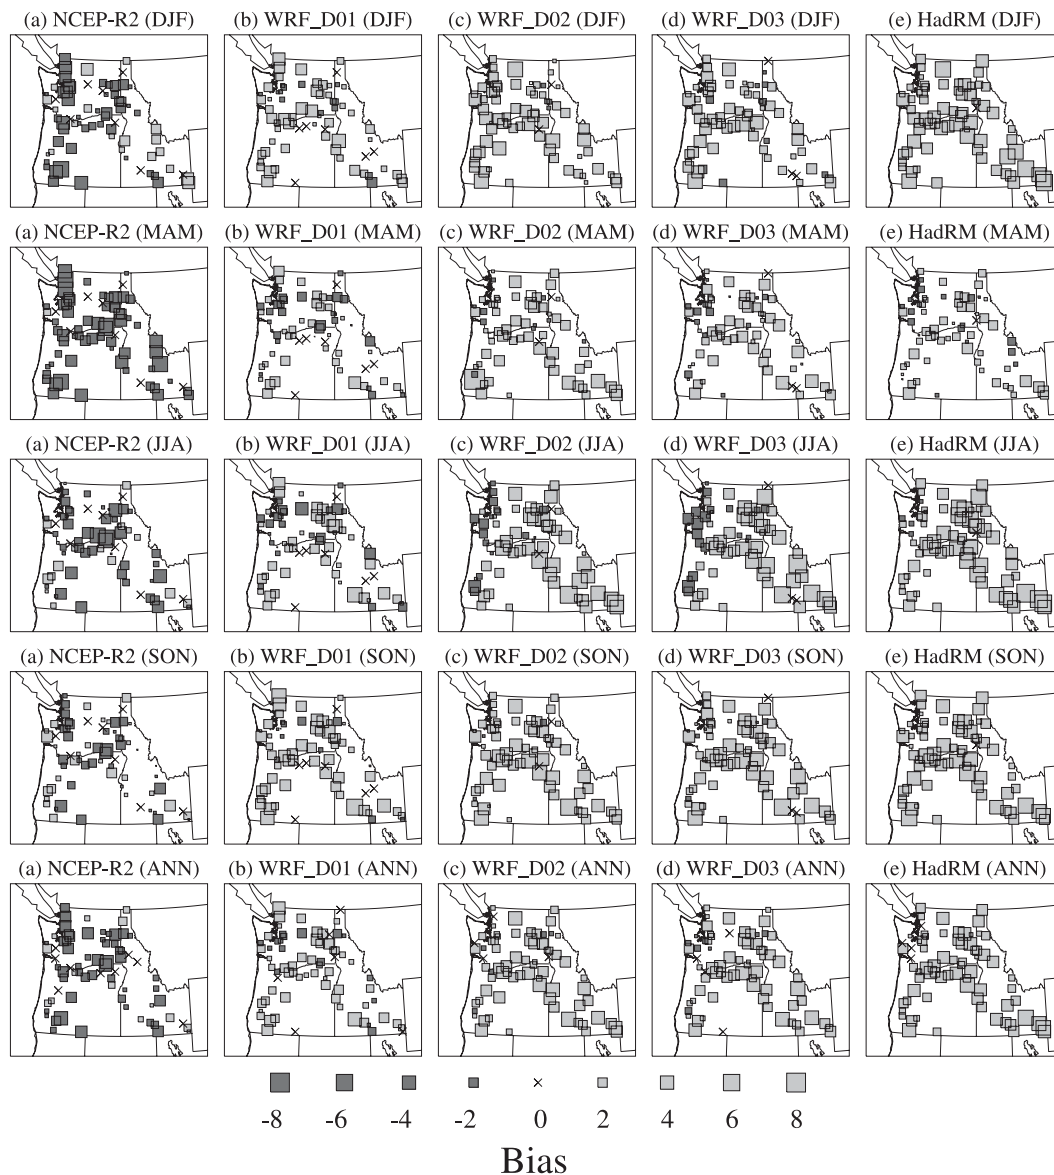 (a) NCEP-R2 (DJF) (b) WRF_D01 (DJF) (c) WRF_D02 (DJF) (d) WRF_D03 (DJF) (e) HadRM (DJF)
(a) NCEP-R2 (MAM) (b) WRF_D01 (MAM) (c) WRF_D02 (MAM) (d) WRF_D03 (MAM) (e) HadRM (MAM)
(a) NCEP-R2 (JJA) (b) WRF_D01 (JJA) (c) WRF_D02 (JJA) (d) WRF_D03 (JJA) (e) HadRM (JJA)
(a) NCEP-R2 (SON) (b) WRF_D01 (SON) (c) WRF_D02 (SON) (d) WRF_D03 (SON) (e) HadRM (SON)
(a) NCEP-R2 (ANN) (b) WRF_D01 (ANN) (c) WRF_D02 (ANN) (d) WRF_D03 (ANN) (e) HadRM (ANN)
-8 -6 -4 -2 0 2 4 6 8
Bias